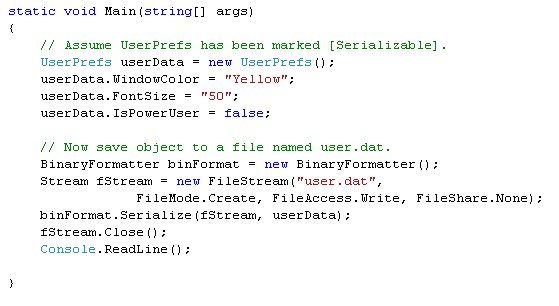 static void Main(string[] args)
{
// Assume UserPrefs has been marked [Serializable].
UserPrefs userData = new UserPrefs();
userData.WindowColor = "Yellow";
userData.FontSize = "50";
userData.IsPowerUser = false;
// Now save object to a file named user.dat.
BinaryFormatter binFormat = new BinaryFormatter();
Stream fStream = new FileStream("user.dat",
FileMode.Create, FileAccess.Write, FileShare.None);
binFormat.Serialize(fStream, userData);
fStream.Close();
Console.ReadLine();
}